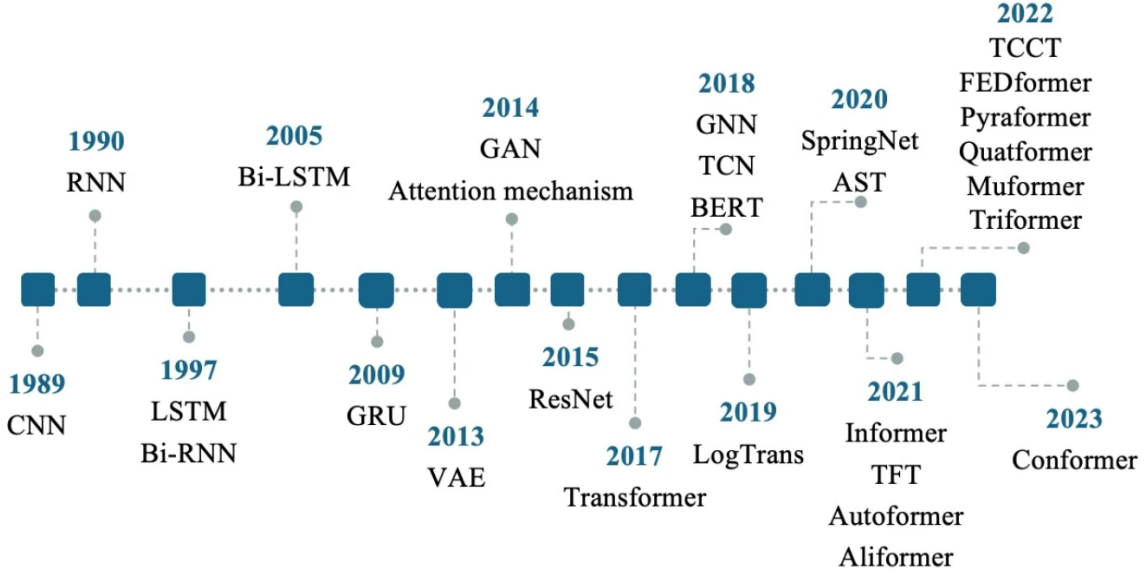 1989
CNN
1990
RNN
1997
LSTM
Bi-RNN
2005
Bi-LSTM
2009
GRU
2013
VAE
2014
GAN
Attention mechanism
2015
ResNet
2017
Transformer
2018
GNN
TCN
BERT
2019
LogTrans
2020
SpringNet
AST
2021
Informer
TFT
Autoformer
Aliformer
2022
TCCT
FEDformer
Pyraformer
Quatformer
Muformer
Triformer
2023
Conformer